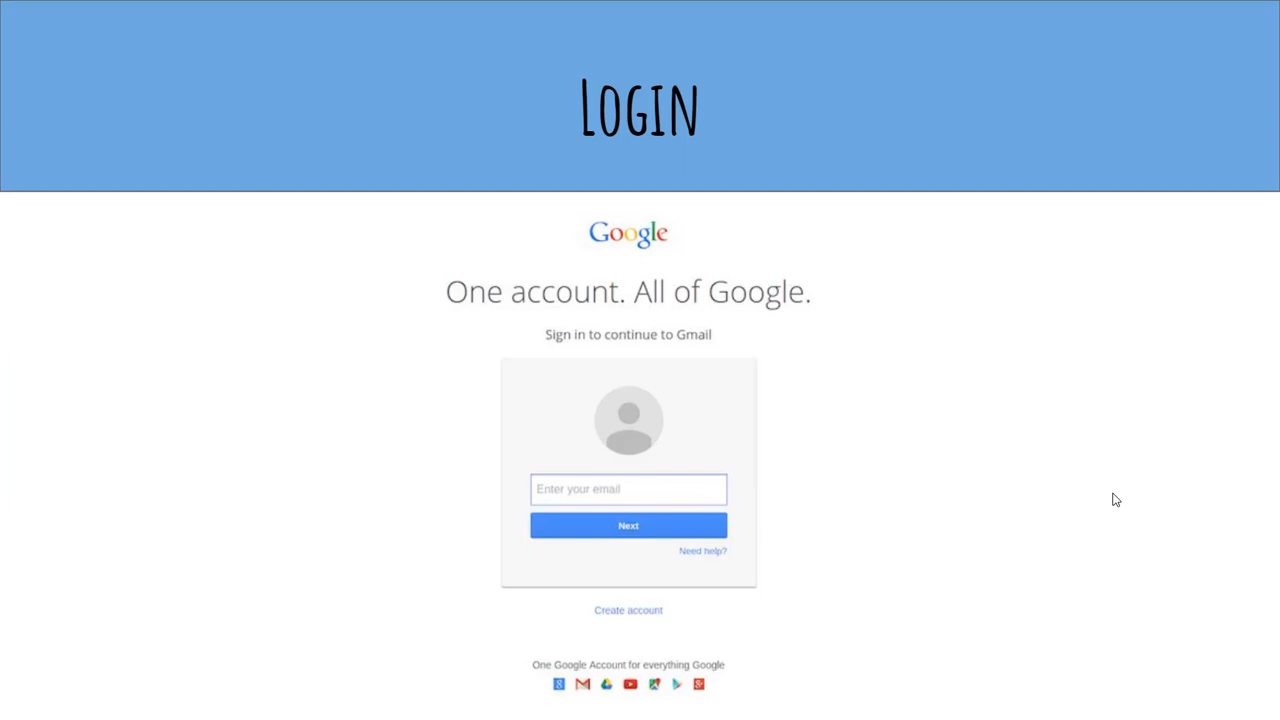 Login
Google
One account. All of Google.
Sign in to continue to Gmail
Enter your email
Next
Need help?
Create account
One Google Account for everything Google